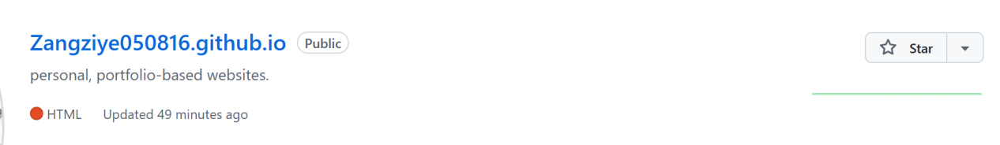 Zangziye050816.github.io Public
Star
personal, portfolio-based websites.
HTML Updated 49 minutes ago